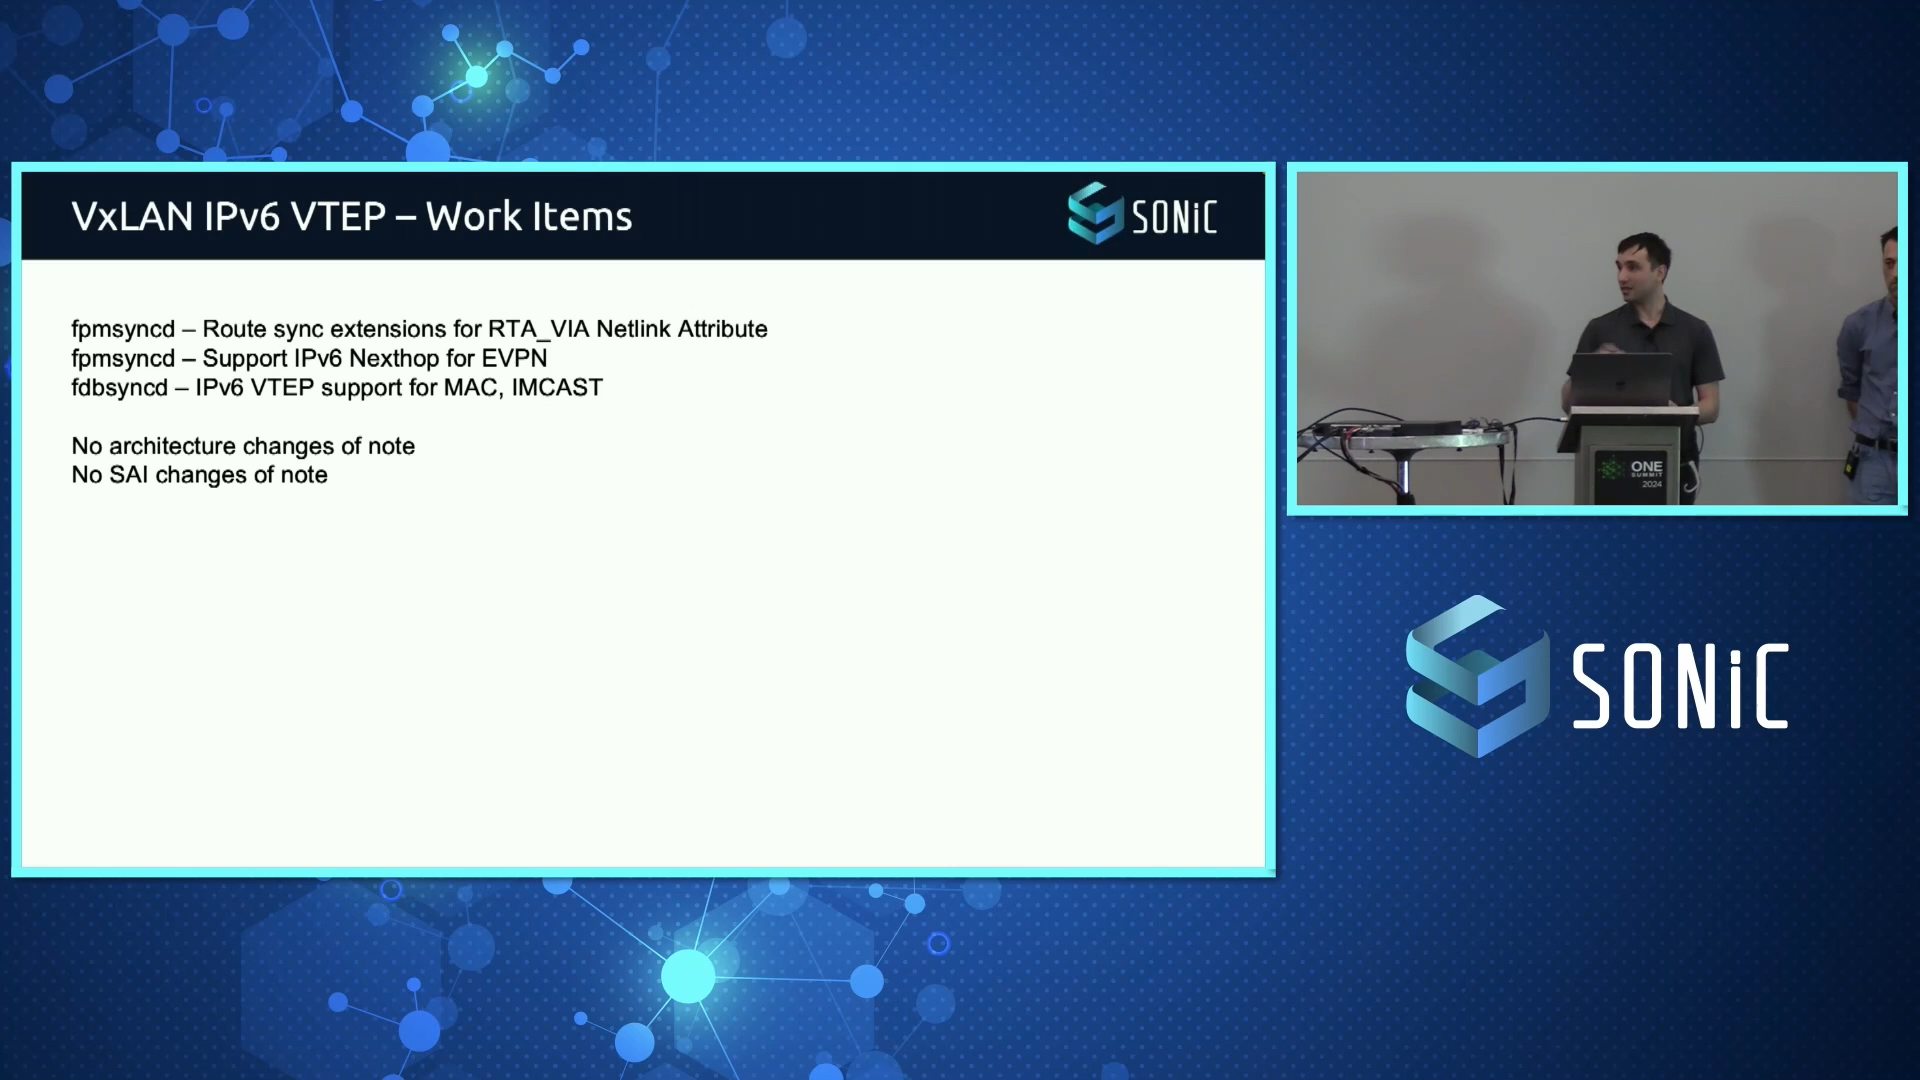 VxLAN IPv6 VTEP – Work Items
SONiC
fpmsyncd – Route sync extensions for RTA_VIA Netlink Attribute
fpmsyncd – Support IPv6 Nexthop for EVPN
fdbsyncd – IPv6 VTEP support for MAC, IMCAST
No architecture changes of note
No SAI changes of note
ONE
SUMMIT
2024
SONiC